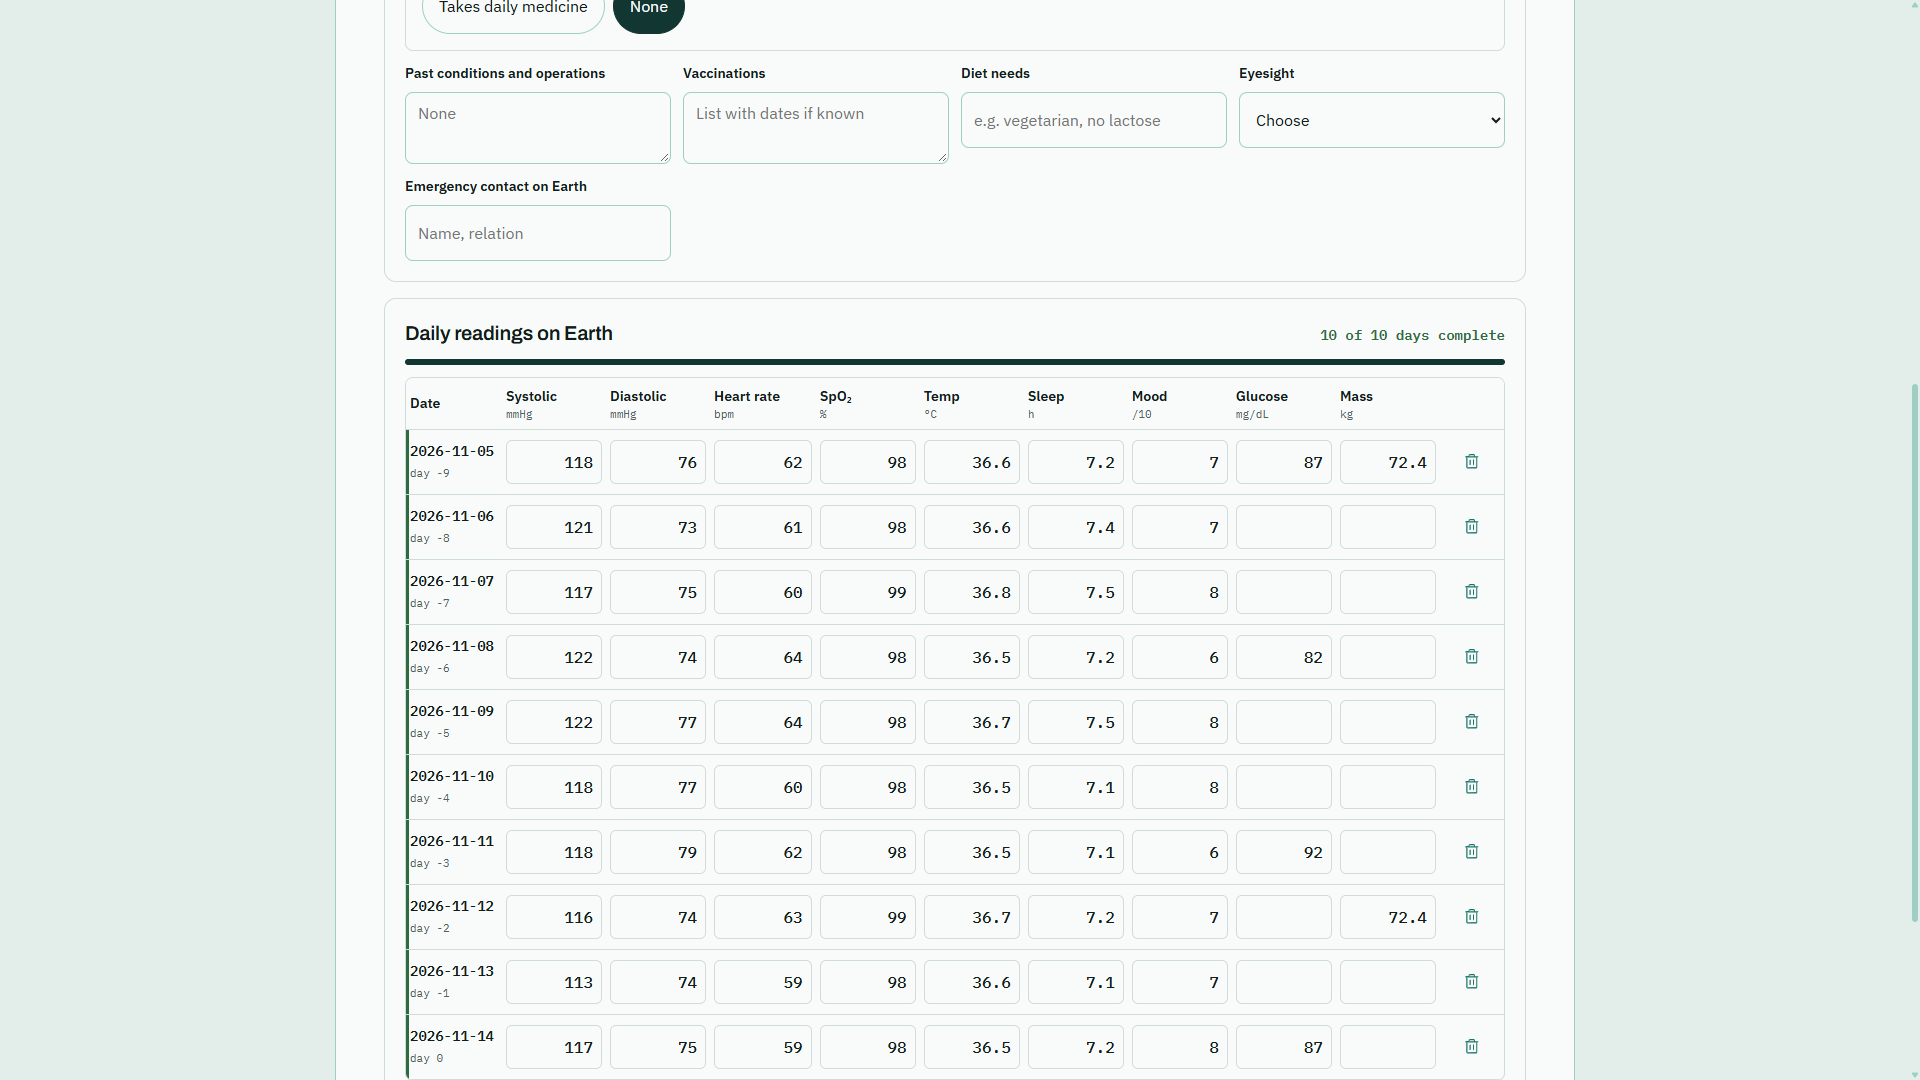 Takes daily medicine None
Past conditions and operations Vaccinations Diet needs Eyesight
None List with dates if known e.g. vegetarian, no lactose Choose
Emergency contact on Earth
Name, relation
Daily readings on Earth 10 of 10 days complete
Date Systolic Diastolic Heart rate SpO₂ Temp Sleep Mood Glucose Mass
mmHg mmHg bpm % °C h /10 mg/dL kg
2026-11-05 118 76 62 98 36.6 7.2 7 87 72.4
day -9
2026-11-06 121 73 61 98 36.6 7.4 7
day -8
2026-11-07 117 75 60 99 36.8 7.5 8
day -7
2026-11-08 122 74 64 98 36.5 7.2 6 82
day -6
2026-11-09 122 77 64 98 36.7 7.5 8
day -5
2026-11-10 118 77 60 98 36.5 7.1 8
day -4
2026-11-11 118 79 62 98 36.5 7.1 6 92
day -3
2026-11-12 116 74 63 99 36.7 7.2 7 72.4
day -2
2026-11-13 113 74 59 98 36.6 7.1 7
day -1
2026-11-14 117 75 59 98 36.5 7.2 8 87
day 0